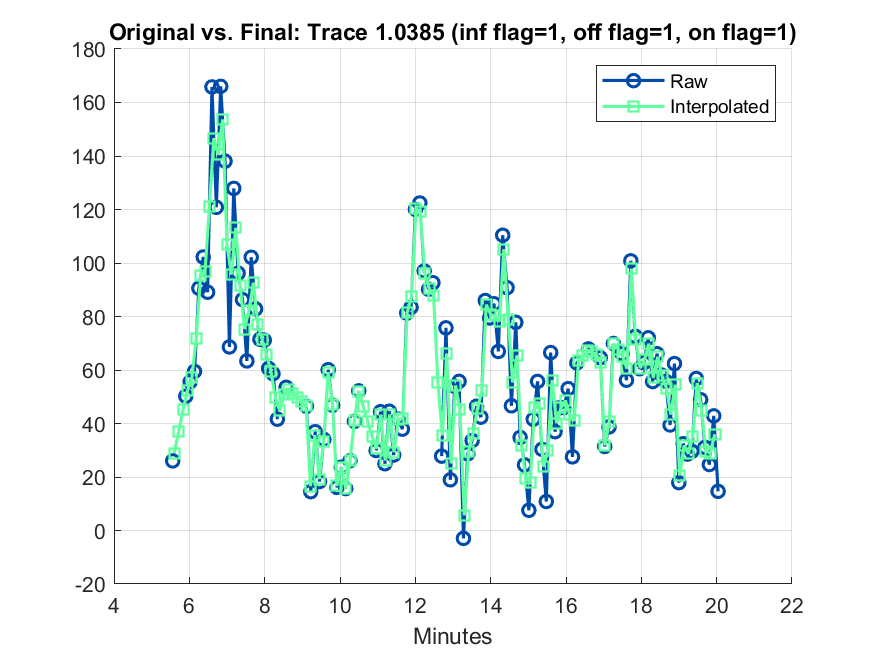 Original vs. Final: Trace 1.0385 (inf flag=1, off flag=1, on flag=1)
180
160
140
120
100
80
60
40
20
0
-20
Raw
Interpolated
4 6 8 10 12 14 16 18 20 22
Minutes